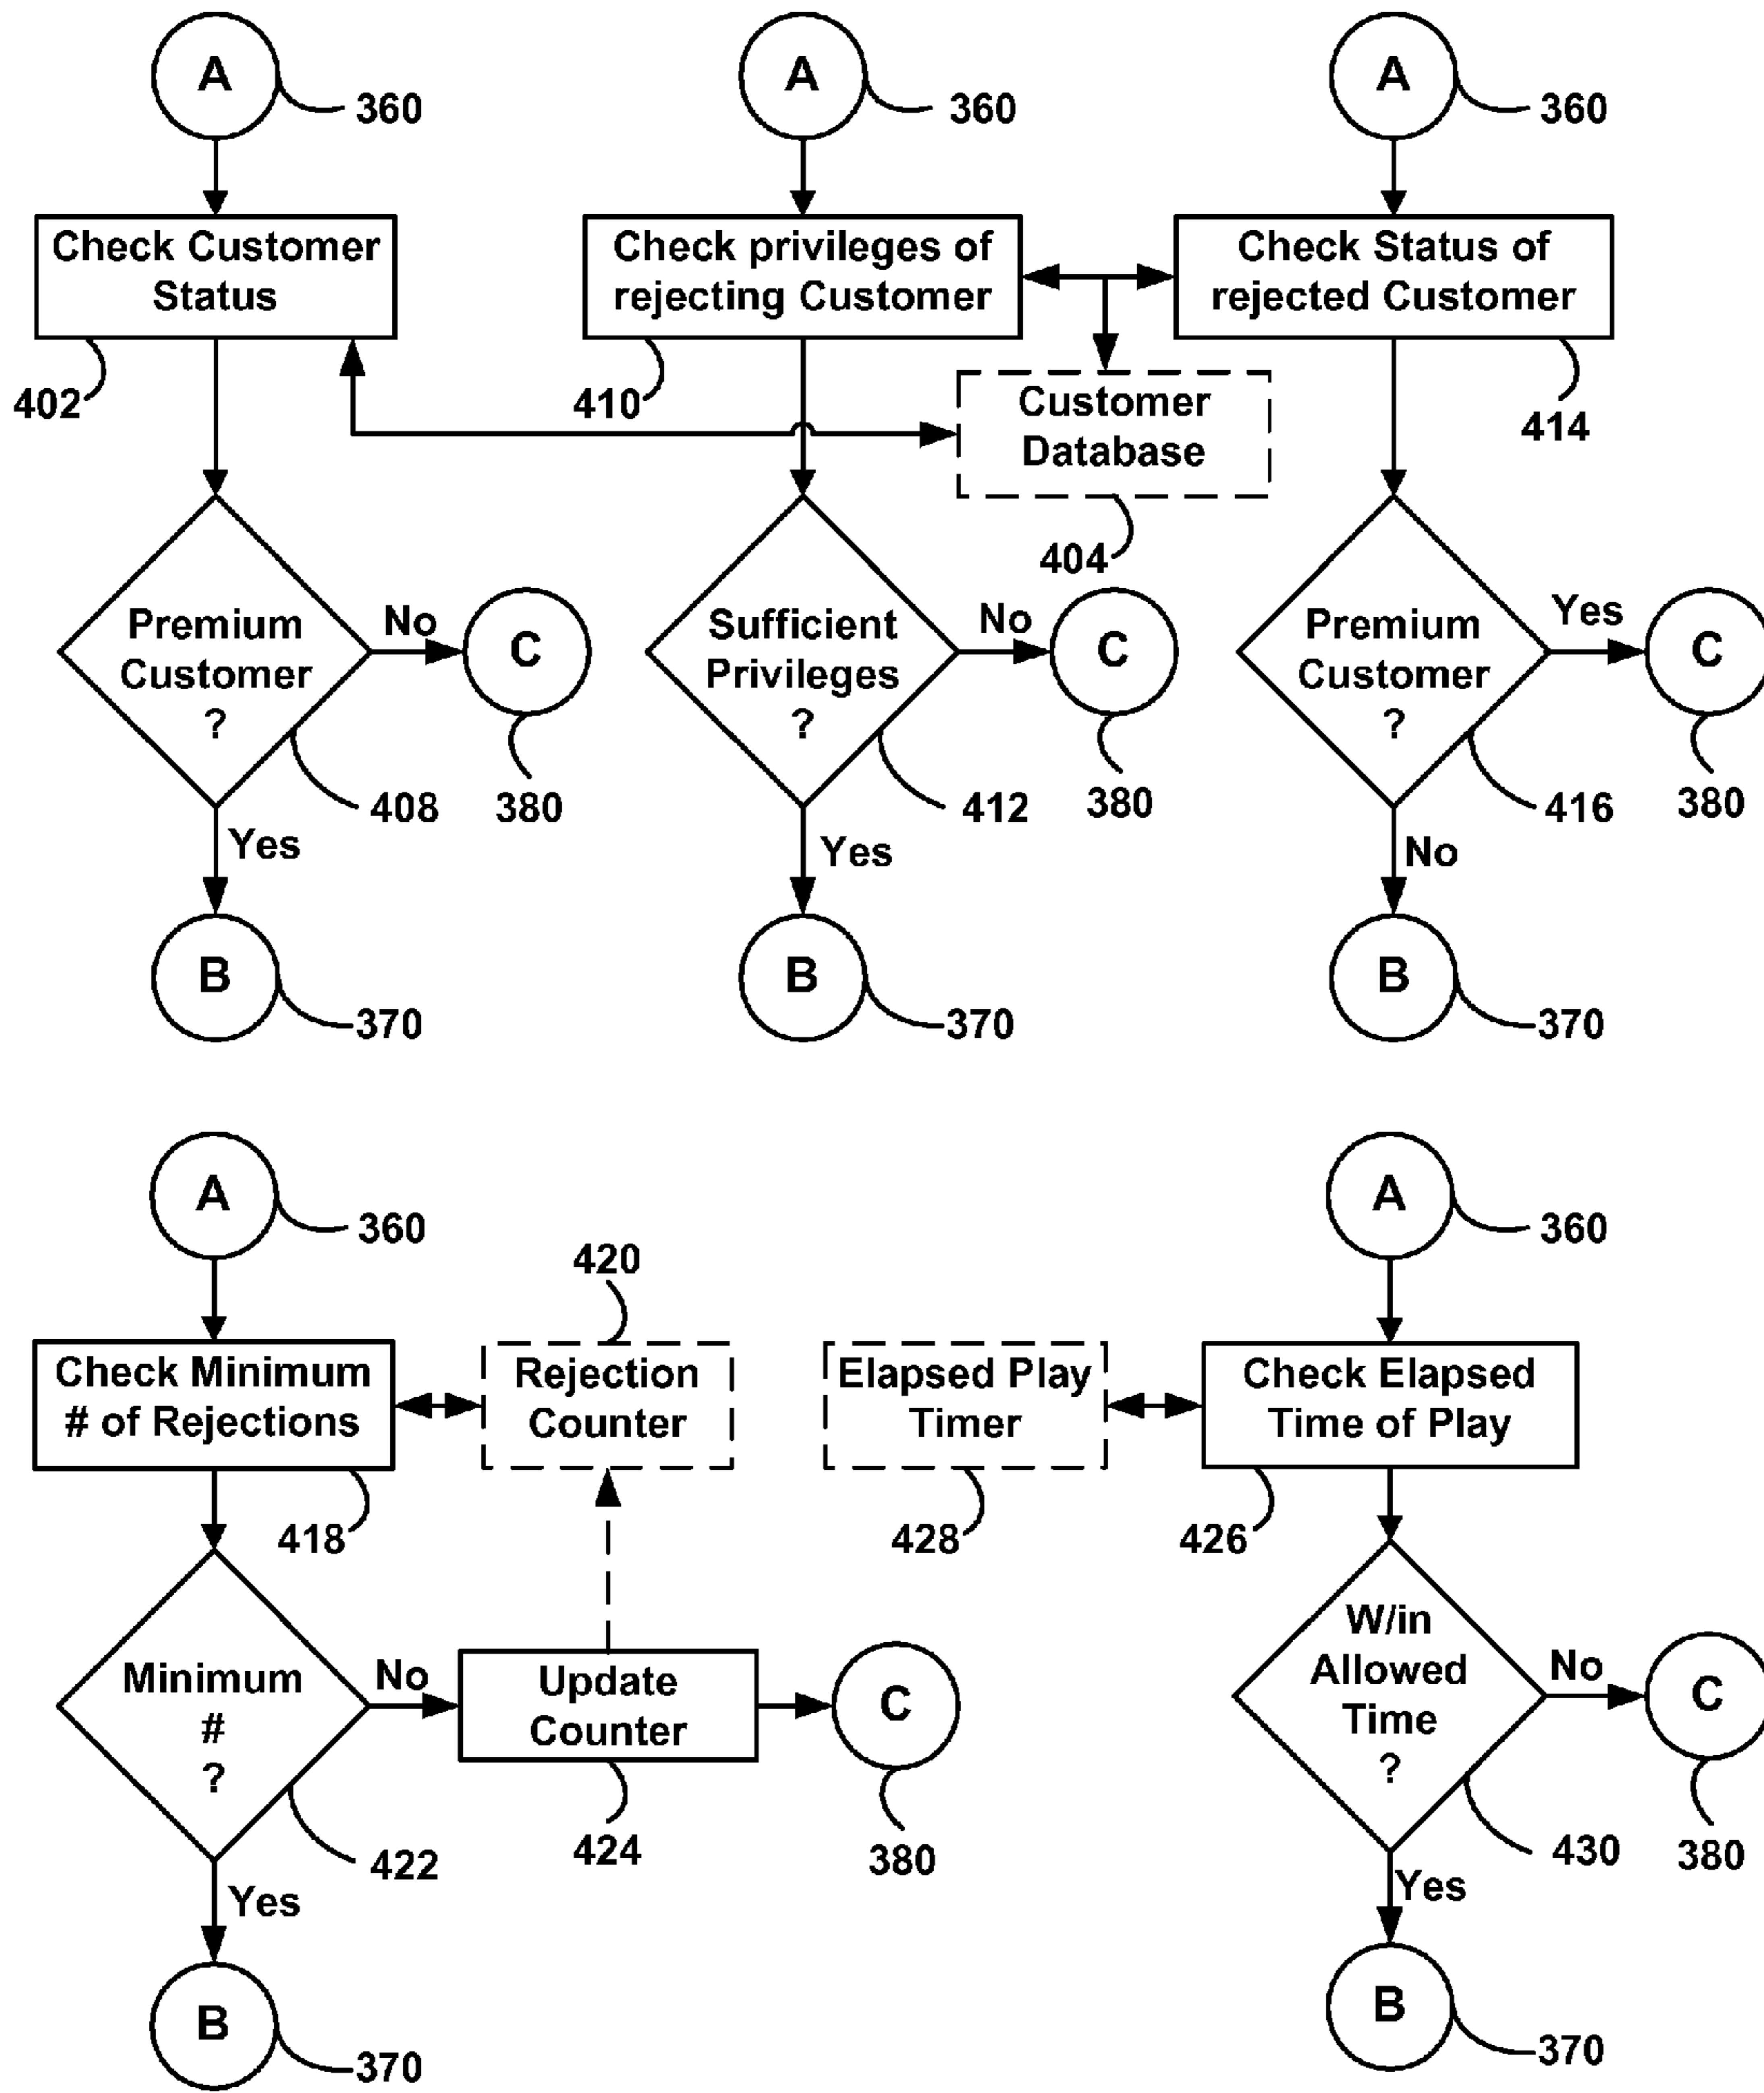 A
360
A
360
A
360
Check Customer
Status
402
Check privileges of
rejecting Customer
410
Check Status of
rejected Customer
414
Customer
Database
404
Premium
Customer
?
408
No
C
380
Yes
B
370
Sufficient
Privileges
?
412
No
C
380
Yes
B
370
Premium
Customer
?
416
Yes
C
380
No
B
370
A
360
Check Minimum
# of Rejections
418
420
Rejection
Counter
Minimum
#
?
422
No
Update
Counter
424
C
380
Yes
B
370
A
360
Elapsed Play
Timer
428
Check Elapsed
Time of Play
426
W/in
Allowed
Time
?
430
No
C
380
Yes
B
370